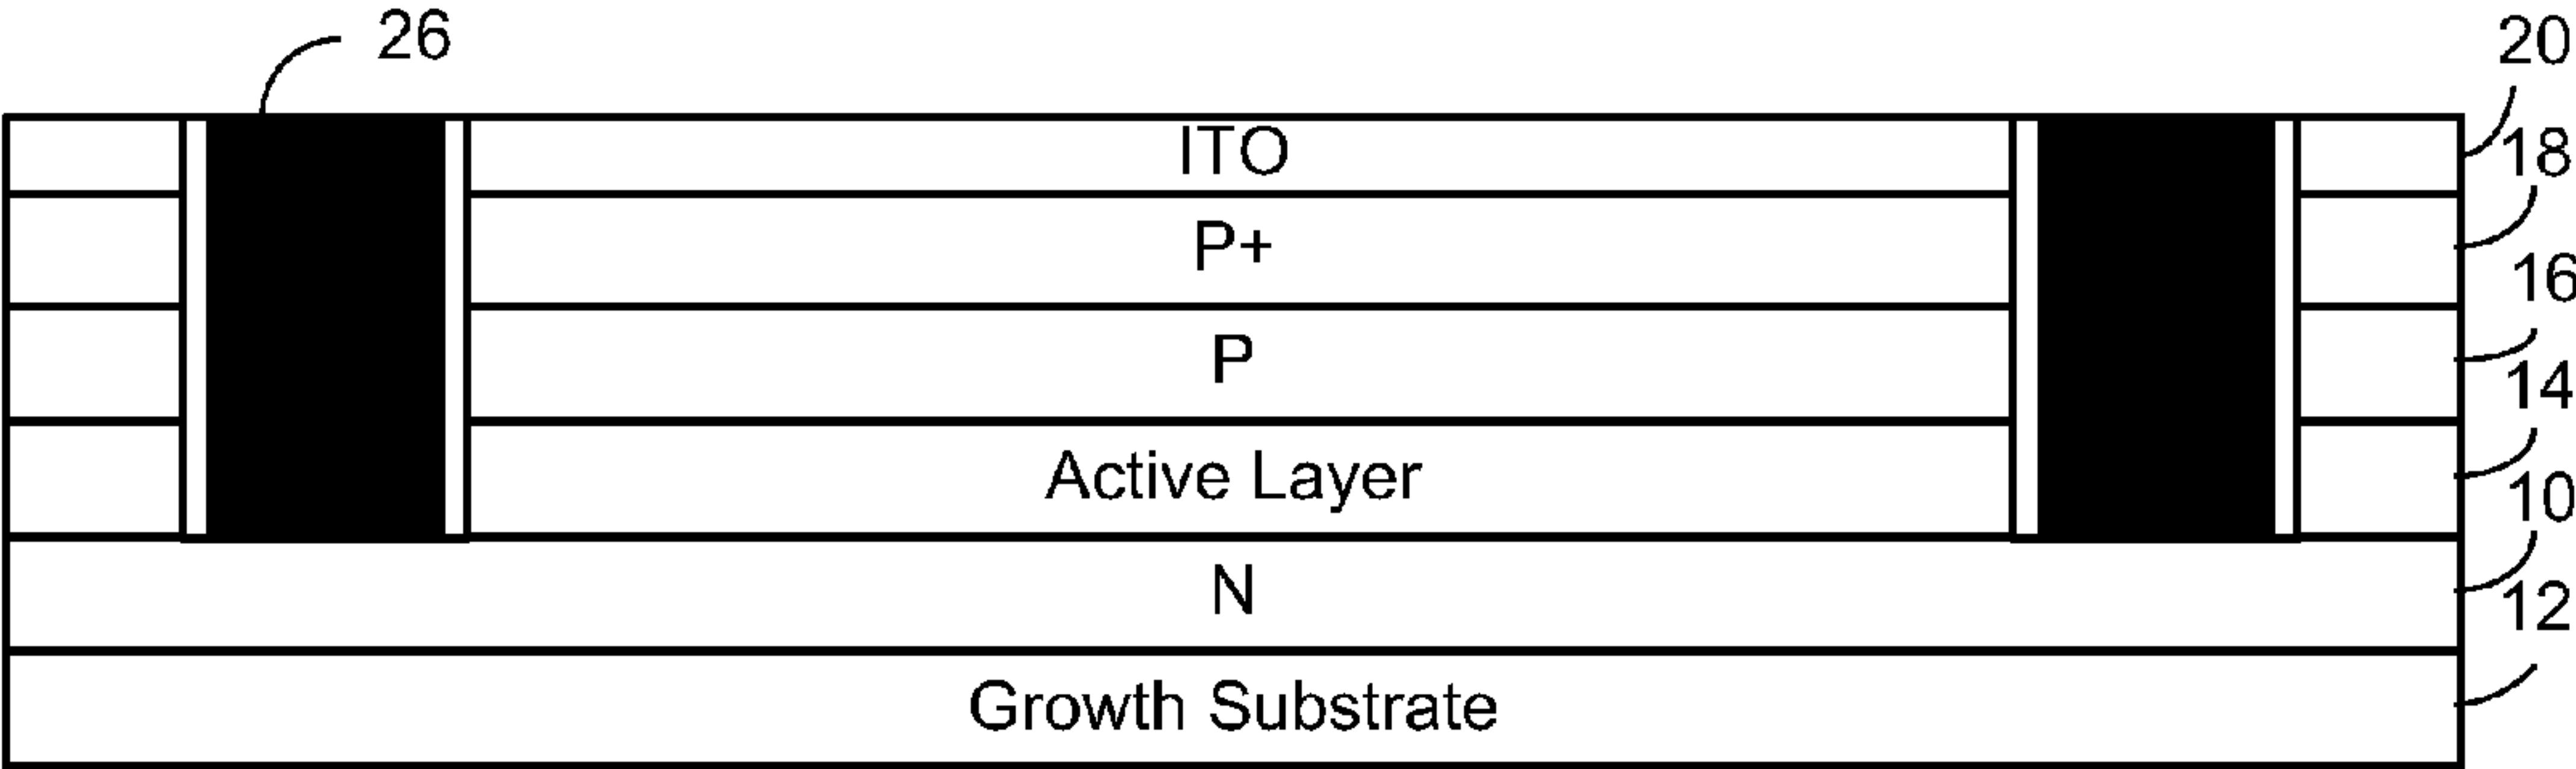 26
20
ITO
18
P+
16
P
14
Active Layer
10
N
12
Growth Substrate